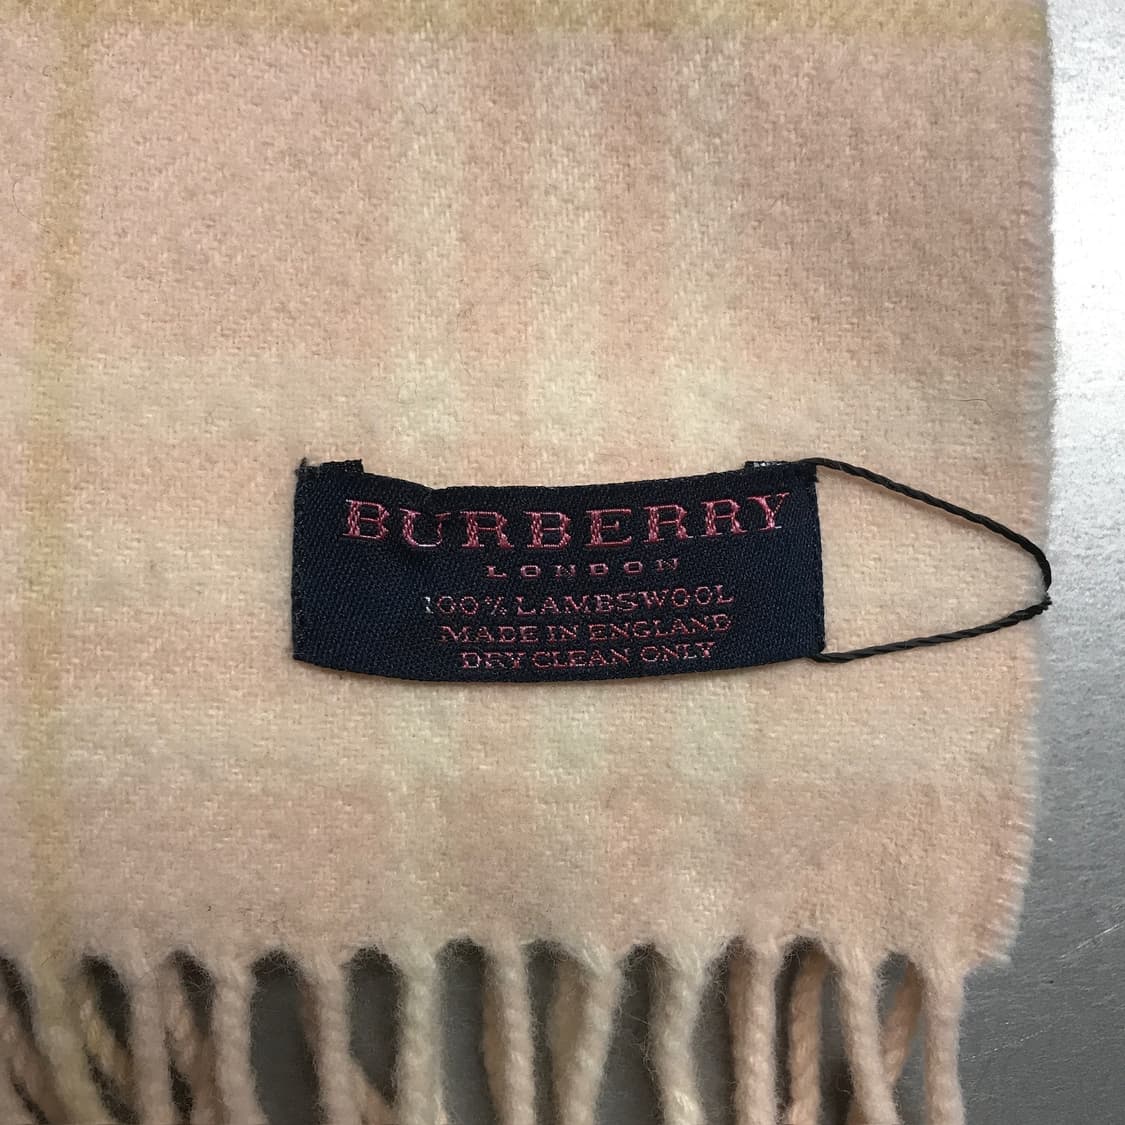 BURBERRY
LONDON
100% LAMBSWOOL
MADE IN ENGLAND
DRY CLEAN ONLY